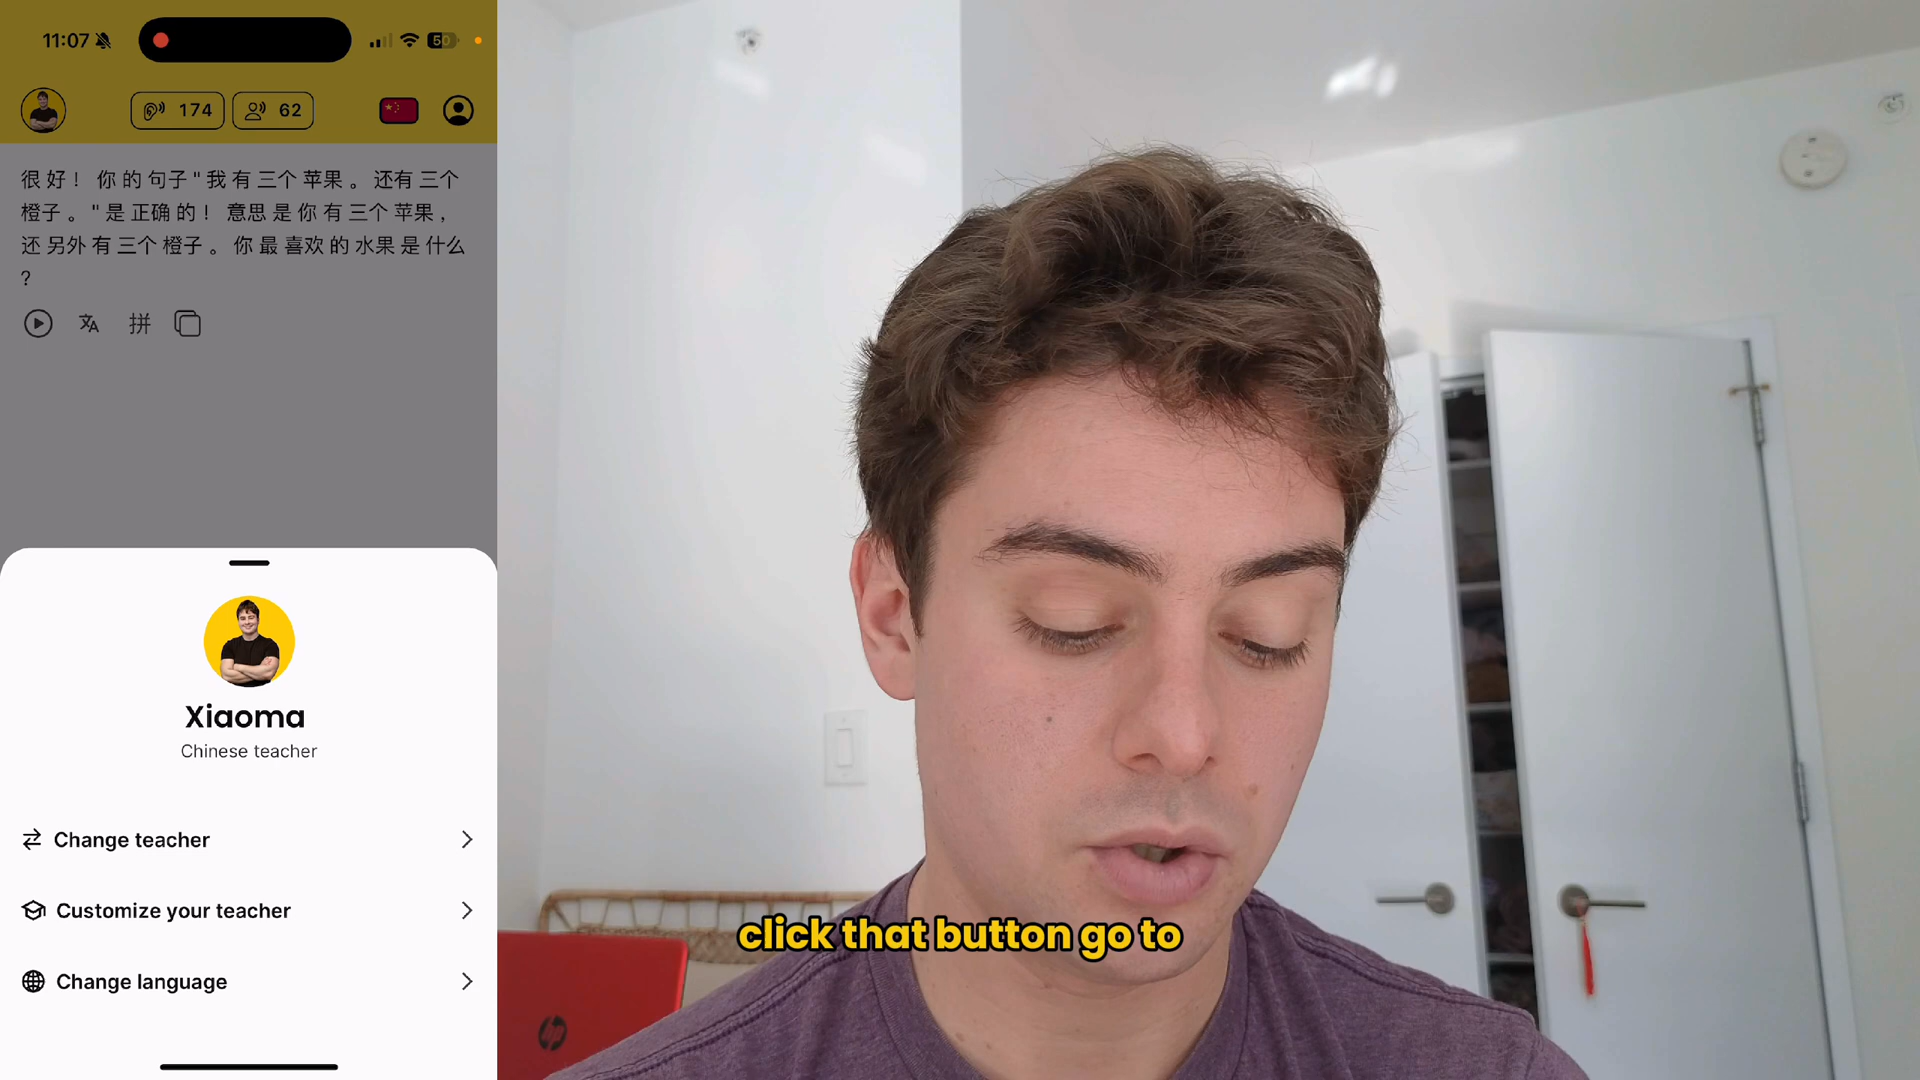 11:07
50
174
62
很好！你的句子"我有三个苹果。还有三个
橙子。"是正确的！意思是你有三个苹果，
还另外有三个橙子。你最喜欢的水果是什么
？
拼
Xiaoma
Chinese teacher
Change teacher
Customize your teacher
Change language
click that button go to
hp